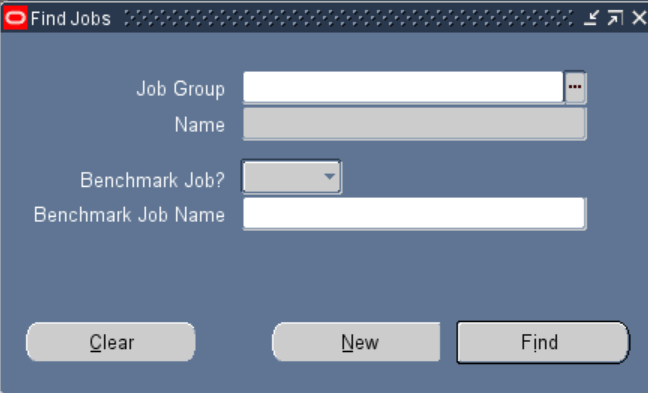 Find Jobs
Job Group
...
Name
Benchmark Job?
Benchmark Job Name
Clear
New
Find